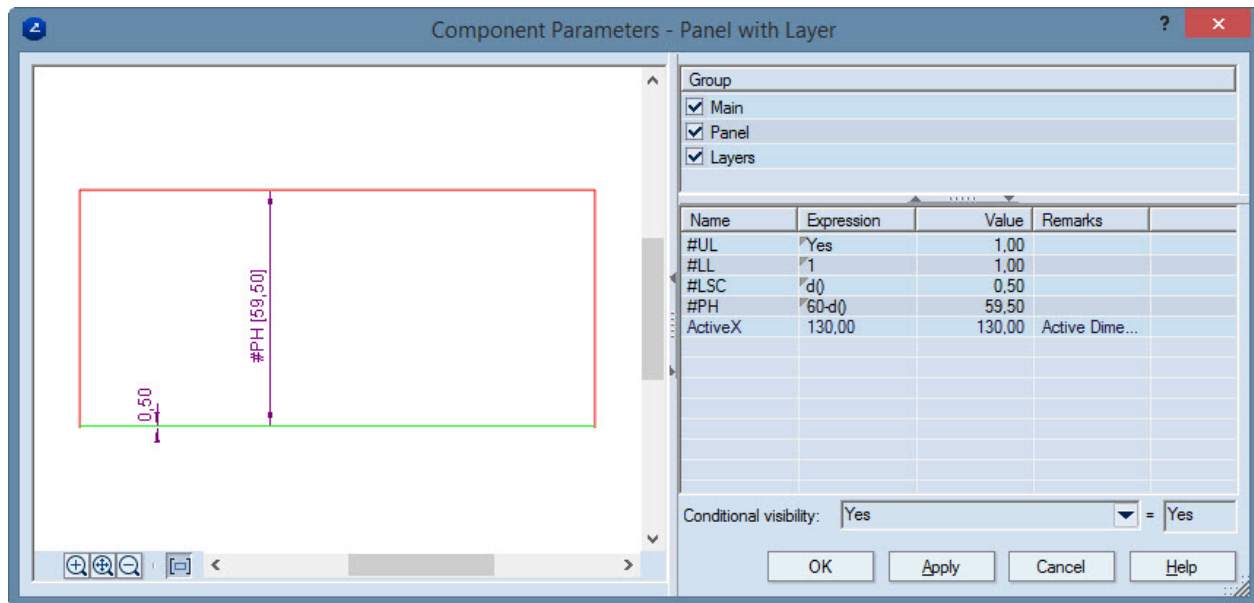 Component Parameters - Panel with Layer ?
Group
Main
Panel
Layers
#PH [59,50]
0,50
Name Expression Value Remarks
#UL Yes 1,00
#LL 1 1,00
#LSC d() 0,50
#PH 60-d() 59,50
ActiveX 130,00 130,00 Active Dime...
Conditional visibility: Yes = Yes
OK Apply Cancel Help